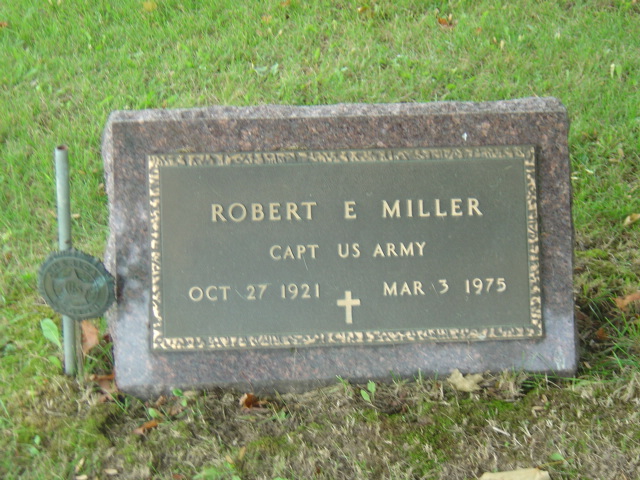 ROBERT E MILLER
CAPT US ARMY
OCT 27 1921 MAR 3 1975